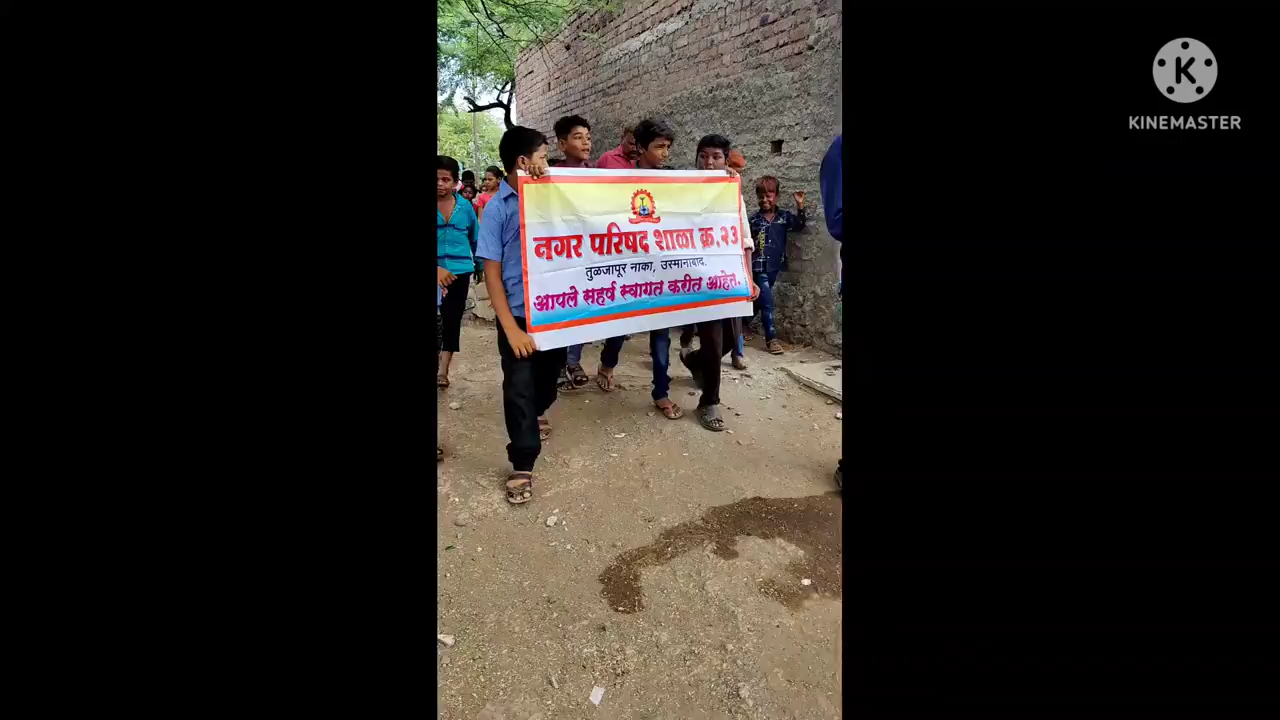 नगर परिषद शाळा क्र.२३
तुळजापूर नाका, उस्मानाबाद.
आपले सहर्ष स्वागत करीत आहेत.
K
KINEMASTER